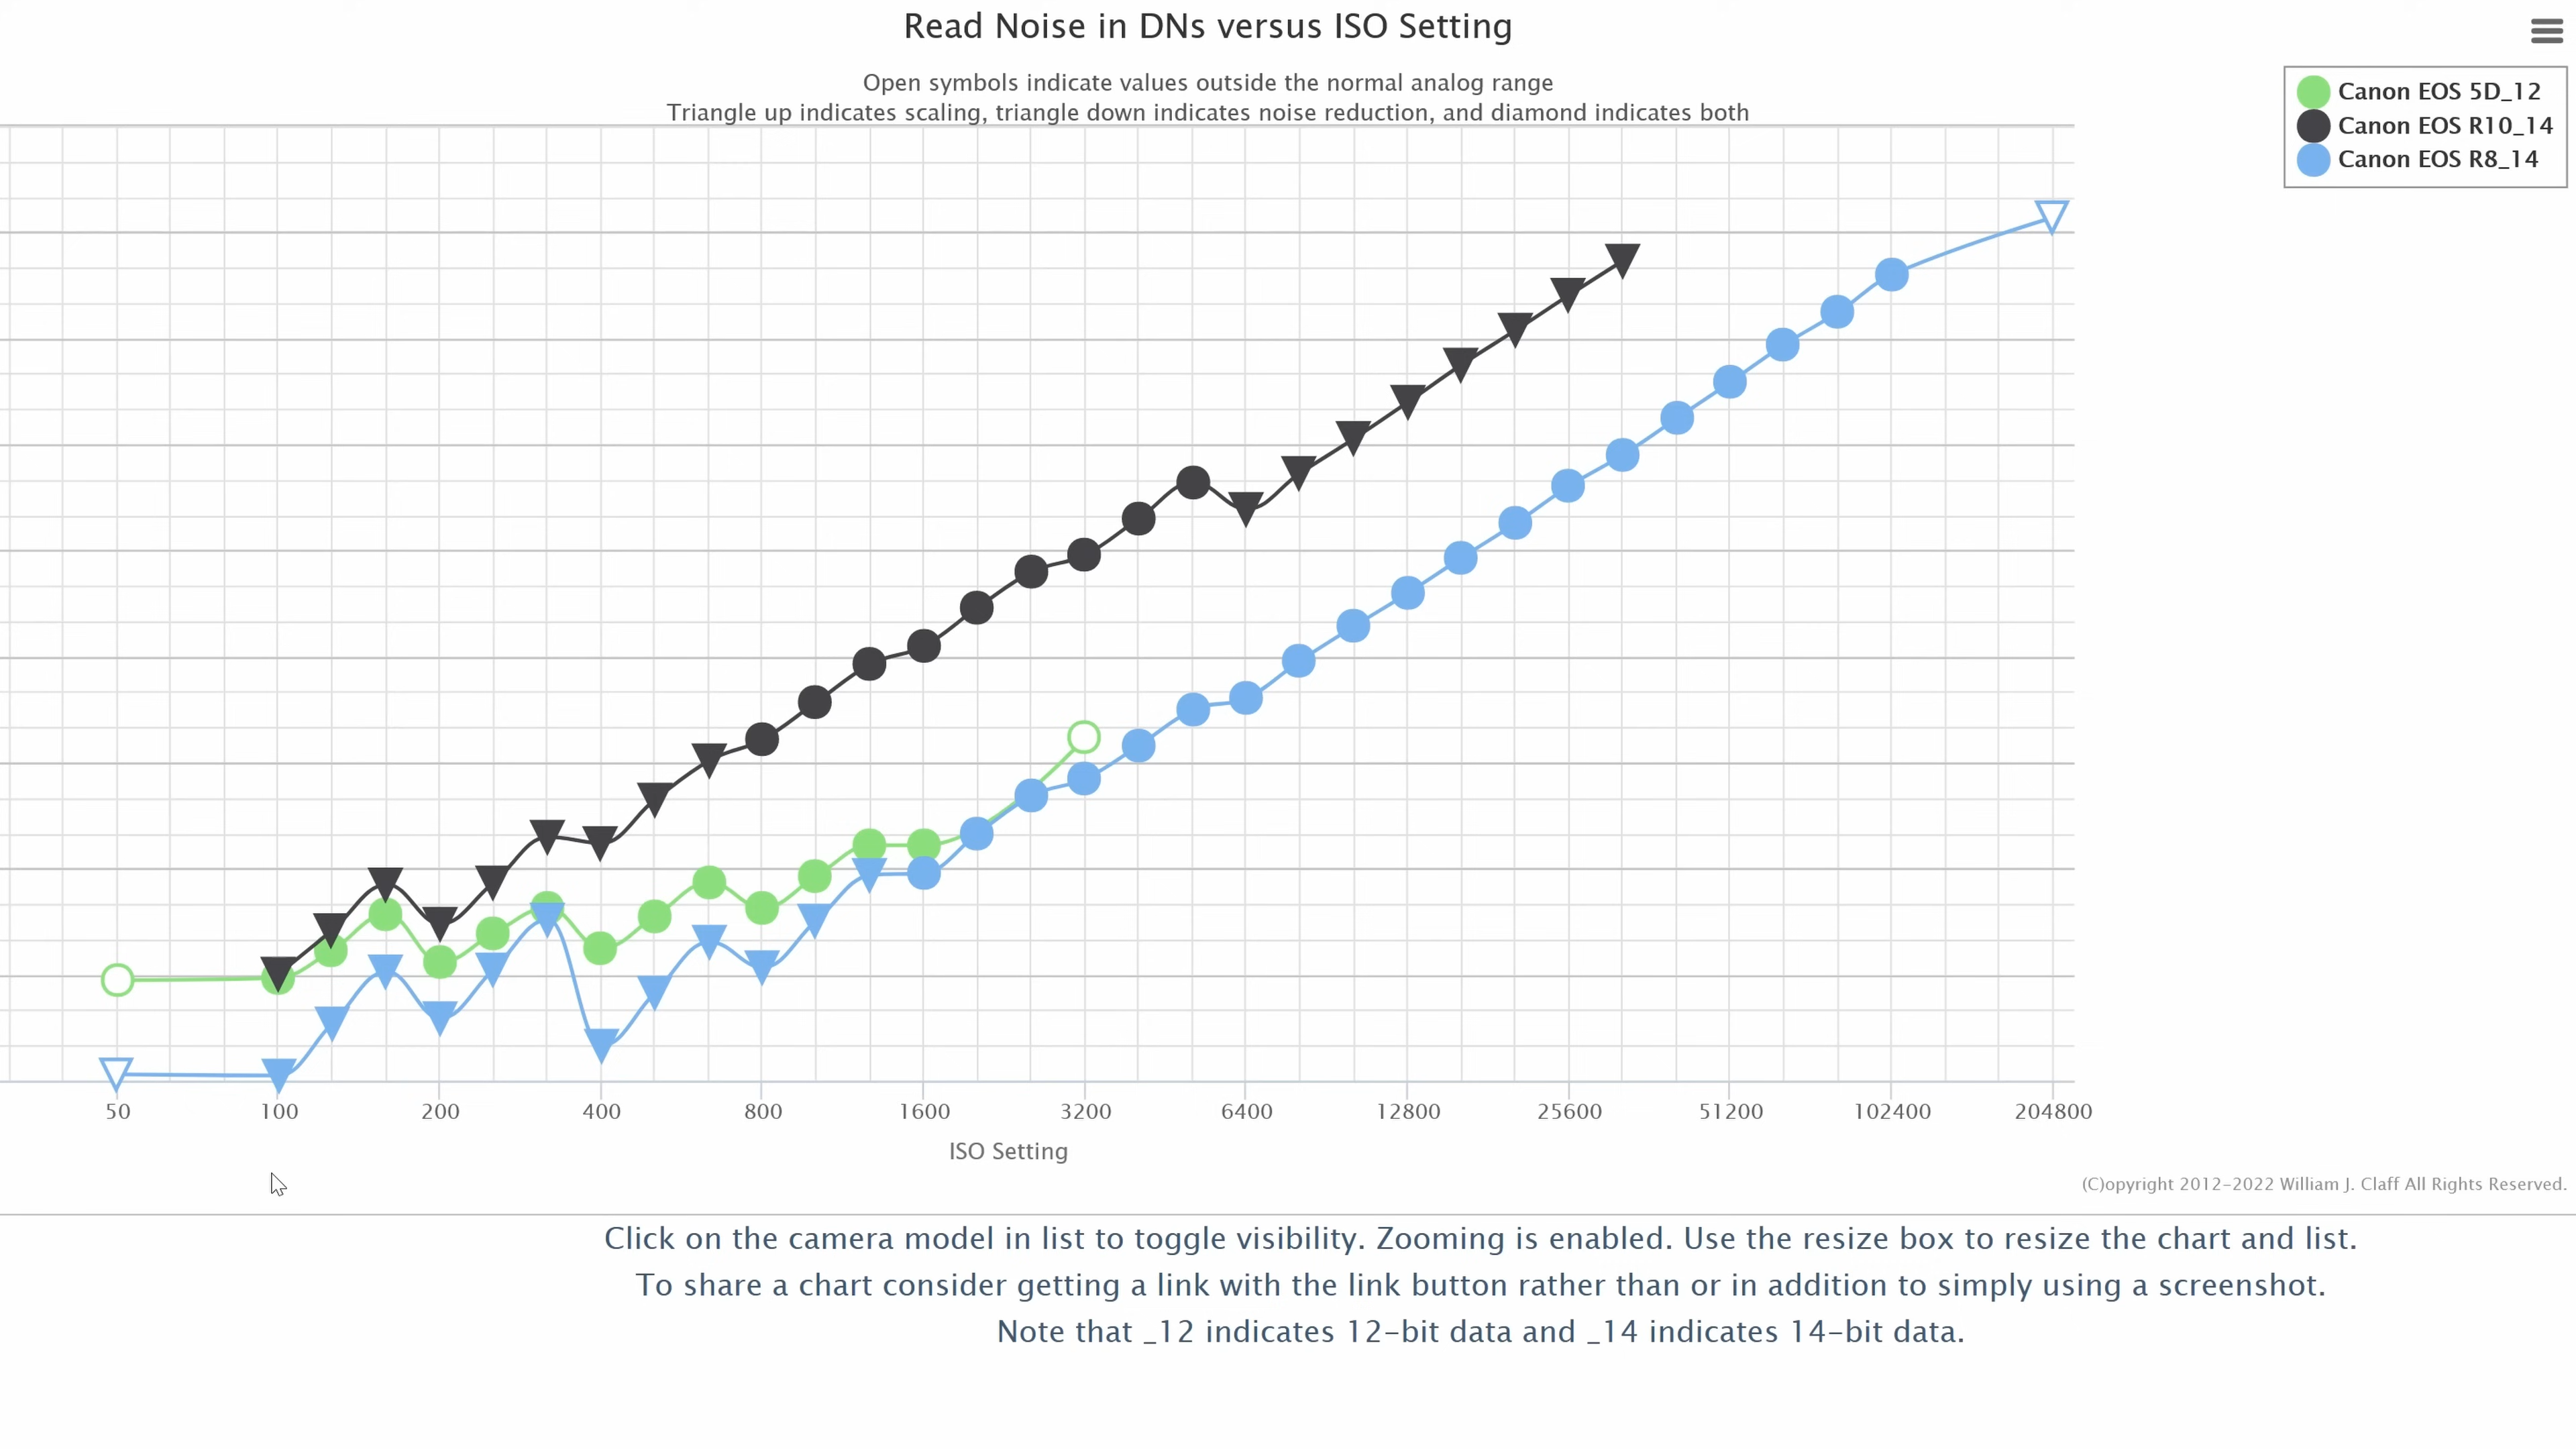 Read Noise in DNs versus ISO Setting
Open symbols indicate values outside the normal analog range
Triangle up indicates scaling, triangle down indicates noise reduction, and diamond indicates both
Canon EOS 5D_12
Canon EOS R10_14
Canon EOS R8_14
50 100 200 400 800 1600 3200 6400 12800 25600 51200 102400 204800
ISO Setting
(C)opyright 2012-2022 William J. Claff All Rights Reserved.
Click on the camera model in list to toggle visibility. Zooming is enabled. Use the resize box to resize the chart and list.
To share a chart consider getting a link with the link button rather than or in addition to simply using a screenshot.
Note that _12 indicates 12-bit data and _14 indicates 14-bit data.